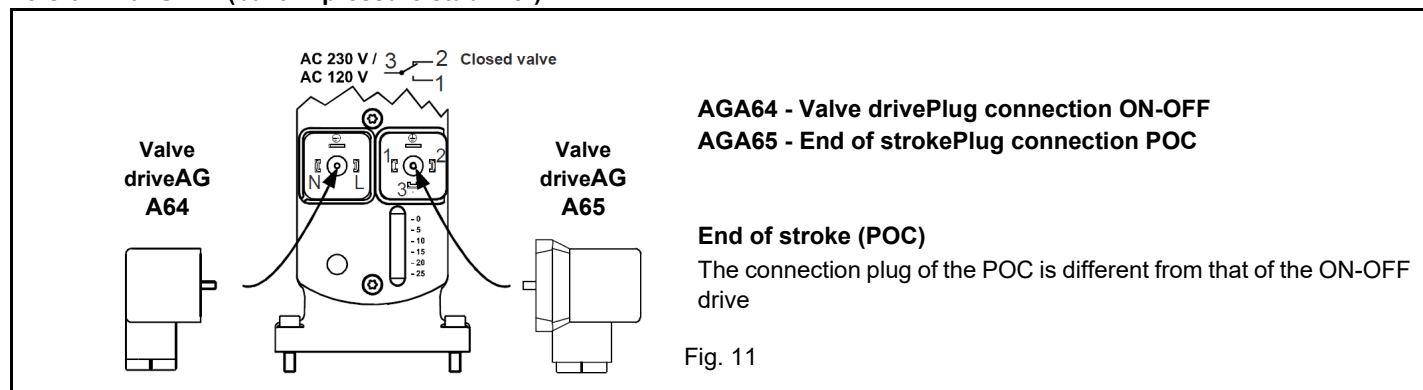 AC 230 V /
AC 120 V
3
2
Closed valve
1
Valve
driveAG
A64
N
L
1
2
3
-0
-5
-10
-15
-20
-25
Valve
driveAG
A65
AGA64 - Valve drivePlug connection ON-OFF
AGA65 - End of strokePlug connection POC
End of stroke (POC)
The connection plug of the POC is different from that of the ON-OFF
drive
Fig. 11